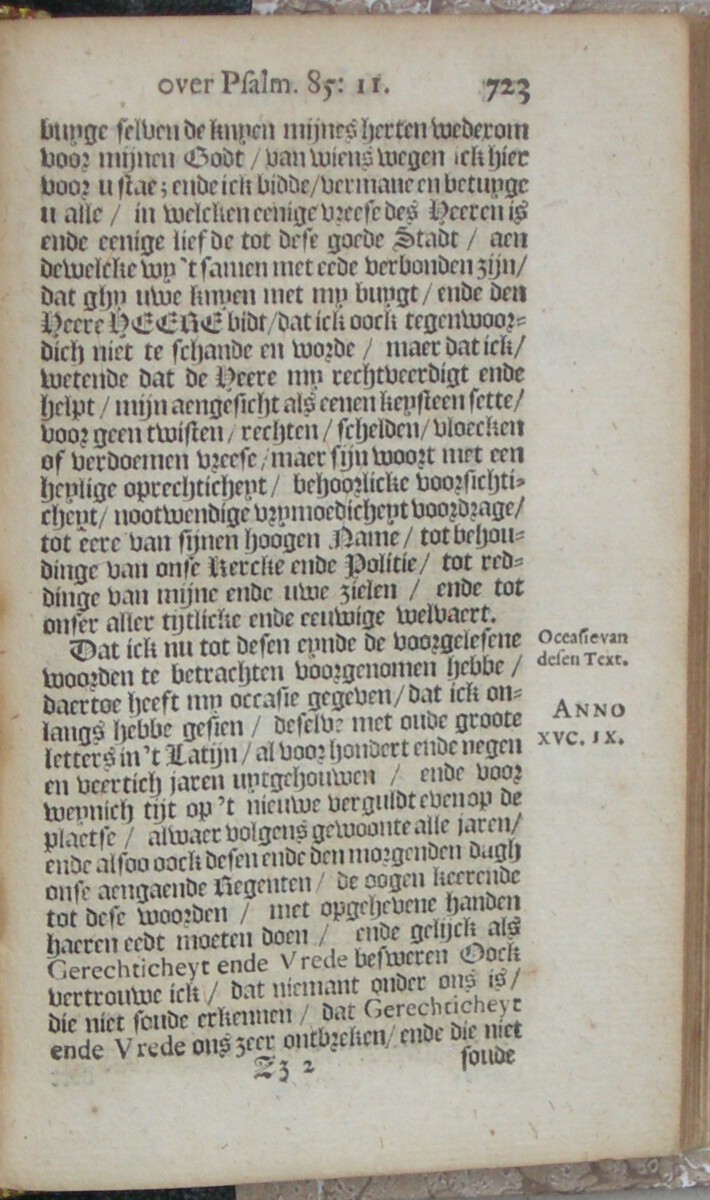 over Psalm. 85: 11. 723
buyge selven de knyen mijnes herten wederom
voor mijnen Godt / van wiens wegen ick hier
voor u stae; ende ick bidde/vermane en betuyge
u alle / in welcken eenige vreese des Heeren is
ende eenige liefde tot dese goede Stadt / aen
dewelcke wy 't samen met eede verbonden zijn/
dat ghy uwe knyen met my buygt / ende den
Heere HEERE bidt/dat ick oock tegenwoor-
dich niet te schande en worde / maer dat ick/
wetende dat de Heere my rechtveerdigt ende
helpt / mijn aengesicht als eenen keysteen sette/
voor geen twisten / rechten / schelden/ vloecken
of verdoemen vreese/maer sijn woort met een
heylige oprechticheyt / behoorlicke voorsichti-
cheyt/ nootwendige vrymoedicheyt voordrage/
tot eere van sijnen hoogen Name / tot behou-
dinge van onse Kercke ende Politie/ tot red-
dinge van mijne ende uwe zielen / ende tot
onser aller tijtlicke ende eeuwige welvaert.
Dat ick nu tot desen eynde de voorgelesene
Occasie van
woorden te betrachten voorgenomen hebbe /
desen Text.
daertoe heeft my occasie gegeven/ dat ick on-
langs hebbe gesien / deselve met oude groote
ANNO
letters in 't Latijn / al voor hondert ende negen
XVC. IX.
en veertich jaren uytgehouwen / ende voor
weynich tijt op 't nieuwe verguldt even op de
plaetse / alwaer volgens gewoonte alle jaren/
ende alsoo oock desen ende den morgenden dagh
onse aengaende Regenten / de oogen keerende
tot dese woorden / met opgehevene handen
haeren eedt moeten doen / ende gelijck als
Gerechticheyt ende Vrede besweren Oock
vertrouwe ick / dat niemant onder ons is /
die niet soude erkennen / dat Gerechticheyt
ende Vrede ons zeer ontbreken/ ende die niet
Zz 2 soude